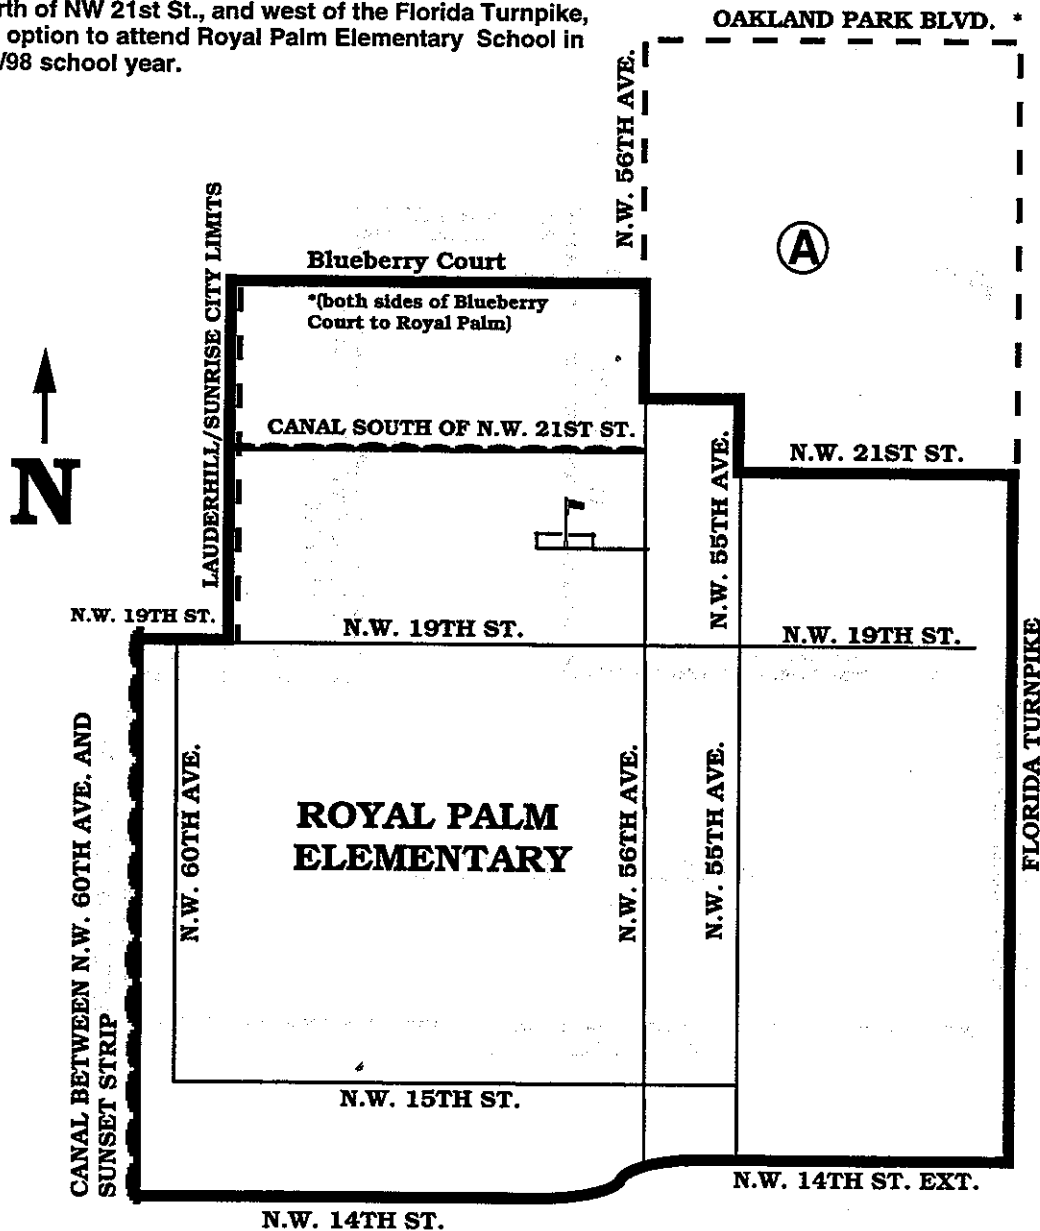 of NW 21st St., and west of the Florida Turnpike,
option to attend Royal Palm Elementary School in
/98 school year.
OAKLAND PARK BLVD. *
N.W. 56TH AVE.
A
LAUDERHILL/SUNRISE CITY LIMITS
Blueberry Court
*(both sides of Blueberry
Court to Royal Palm)
N
CANAL SOUTH OF N.W. 21ST ST.
N.W. 55TH AVE.
N.W. 21ST ST.
N.W. 19TH ST.
N.W. 19TH ST.
N.W. 19TH ST.
FLORIDA TURNPIKE
CANAL BETWEEN N.W. 60TH AVE. AND
SUNSET STRIP
N.W. 60TH AVE.
ROYAL PALM
ELEMENTARY
N.W. 56TH AVE.
N.W. 55TH AVE.
N.W. 15TH ST.
N.W. 14TH ST. EXT.
N.W. 14TH ST.